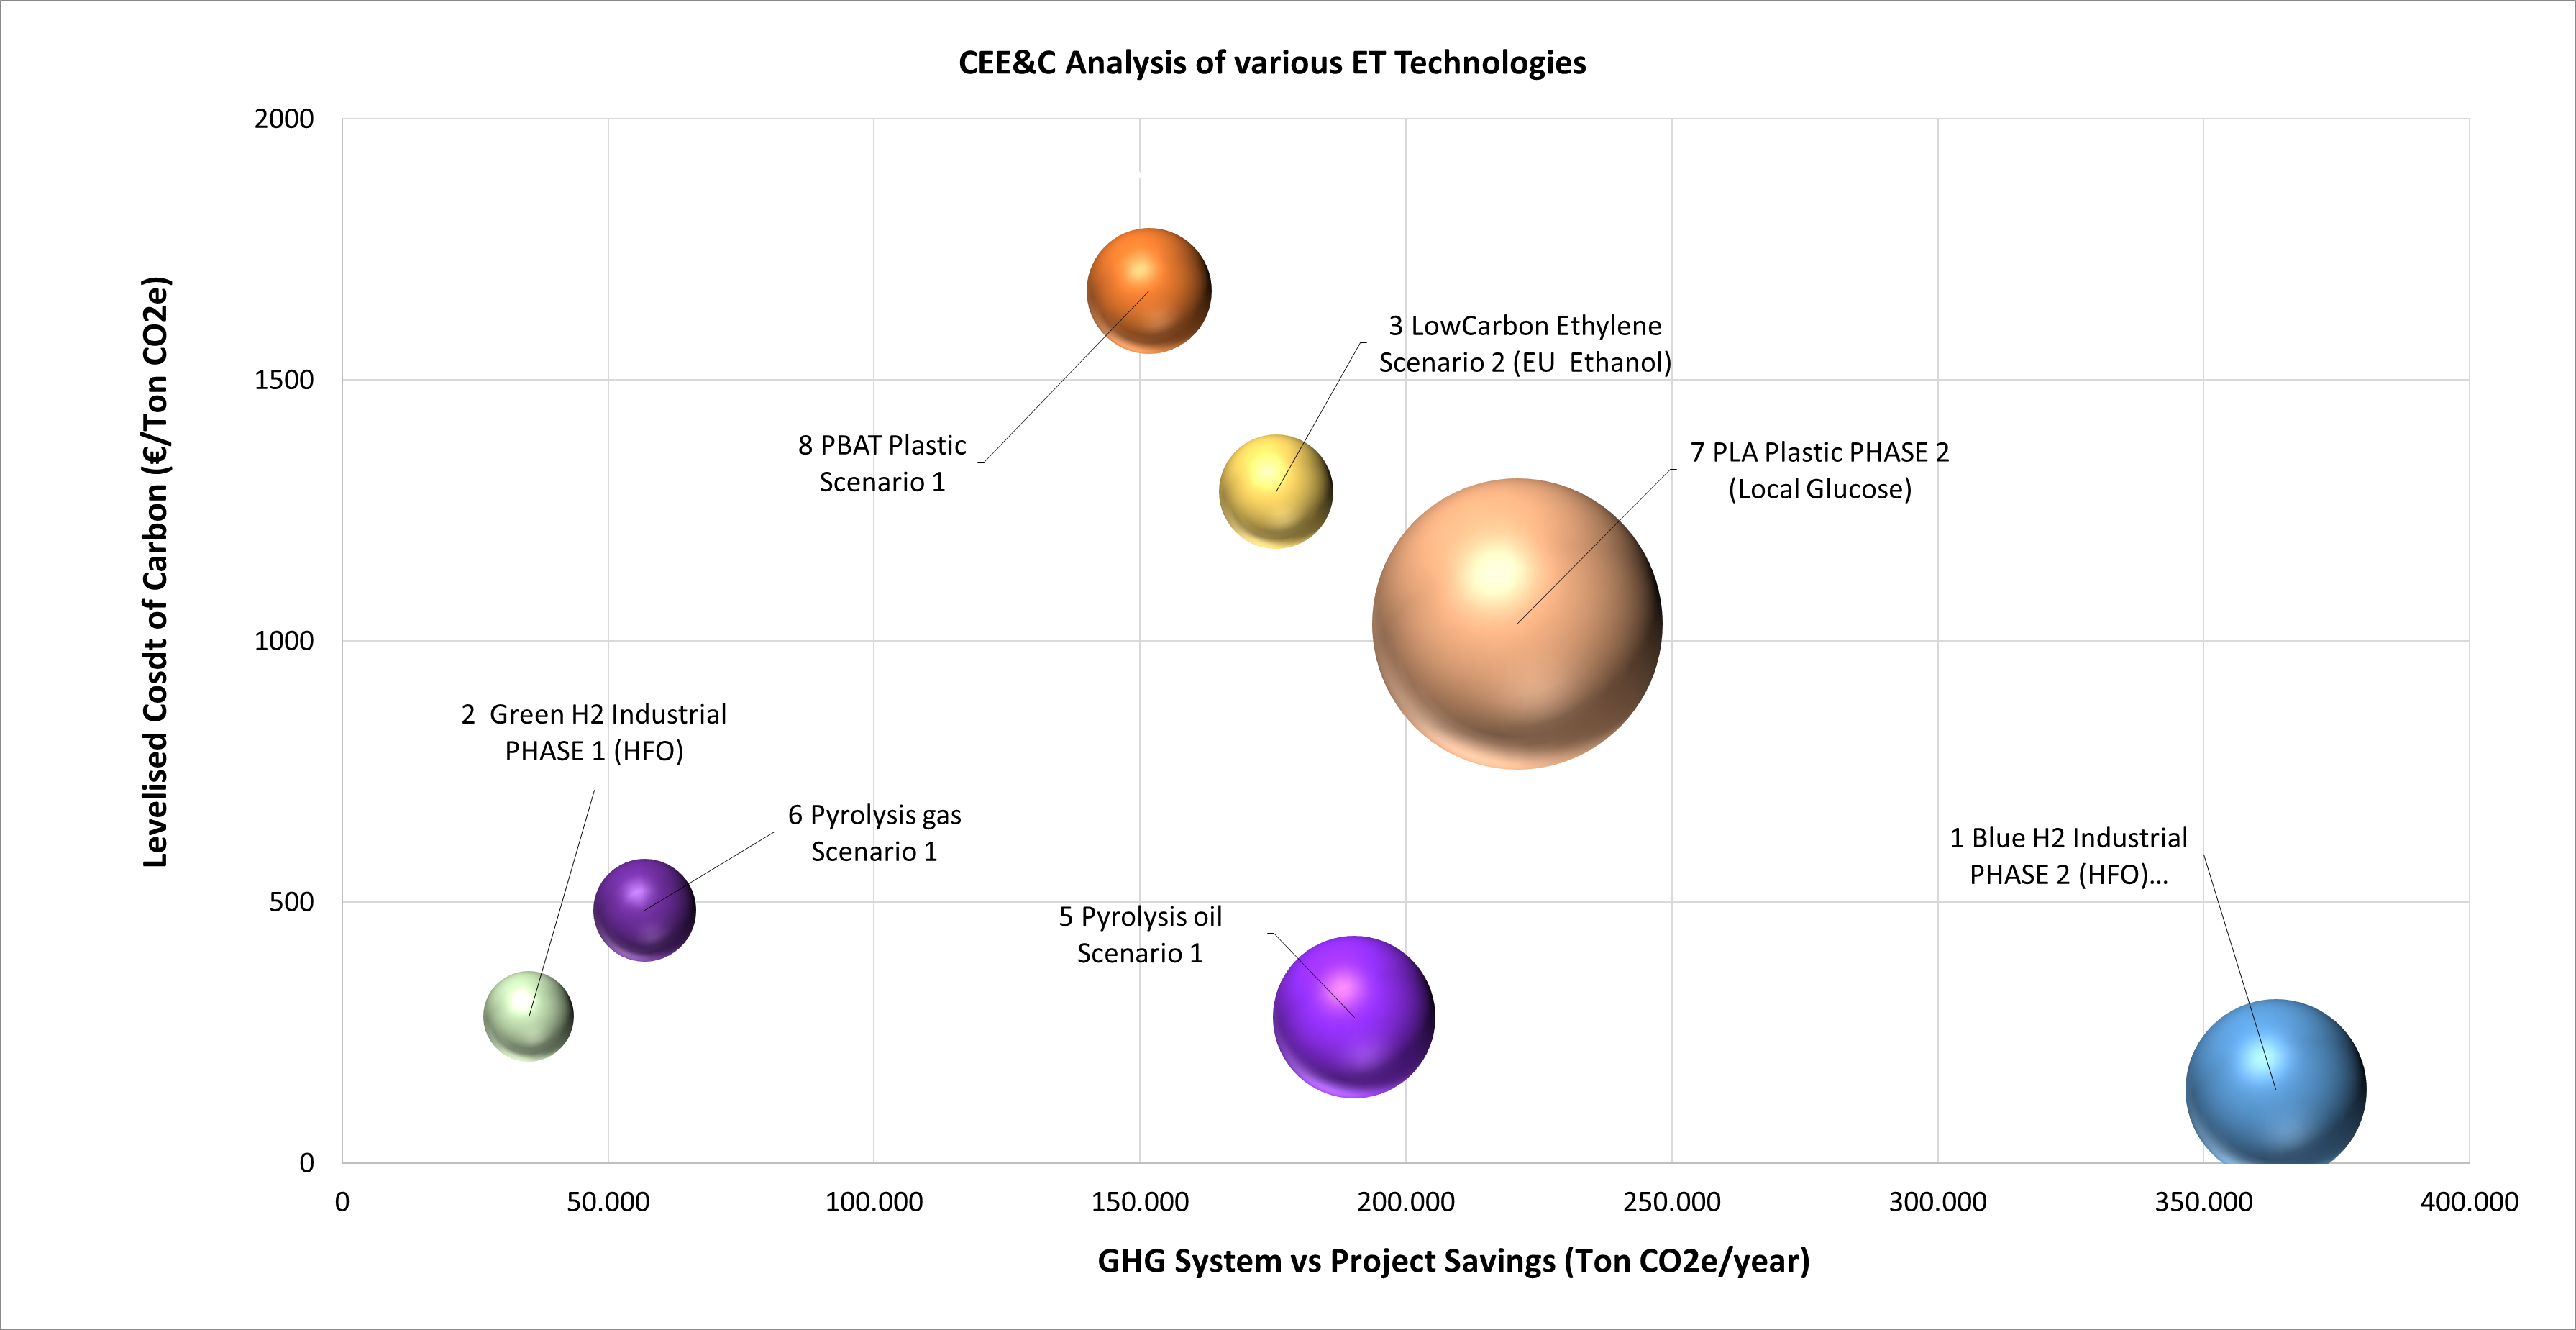 CEE&C Analysis of various ET Technologies
Levelised Cosdt of Carbon (€/Ton CO2e)
2000
1500
1000
500
0
8 PBAT Plastic
Scenario 1
3 LowCarbon Ethylene
Scenario 2 (EU  Ethanol)
7 PLA Plastic PHASE 2
(Local Glucose)
2  Green H2 Industrial
PHASE 1 (HFO)
6 Pyrolysis gas
Scenario 1
5 Pyrolysis oil
Scenario 1
1 Blue H2 Industrial
PHASE 2 (HFO)...
0
50.000
100.000
150.000
200.000
250.000
300.000
350.000
400.000
GHG System vs Project Savings (Ton CO2e/year)